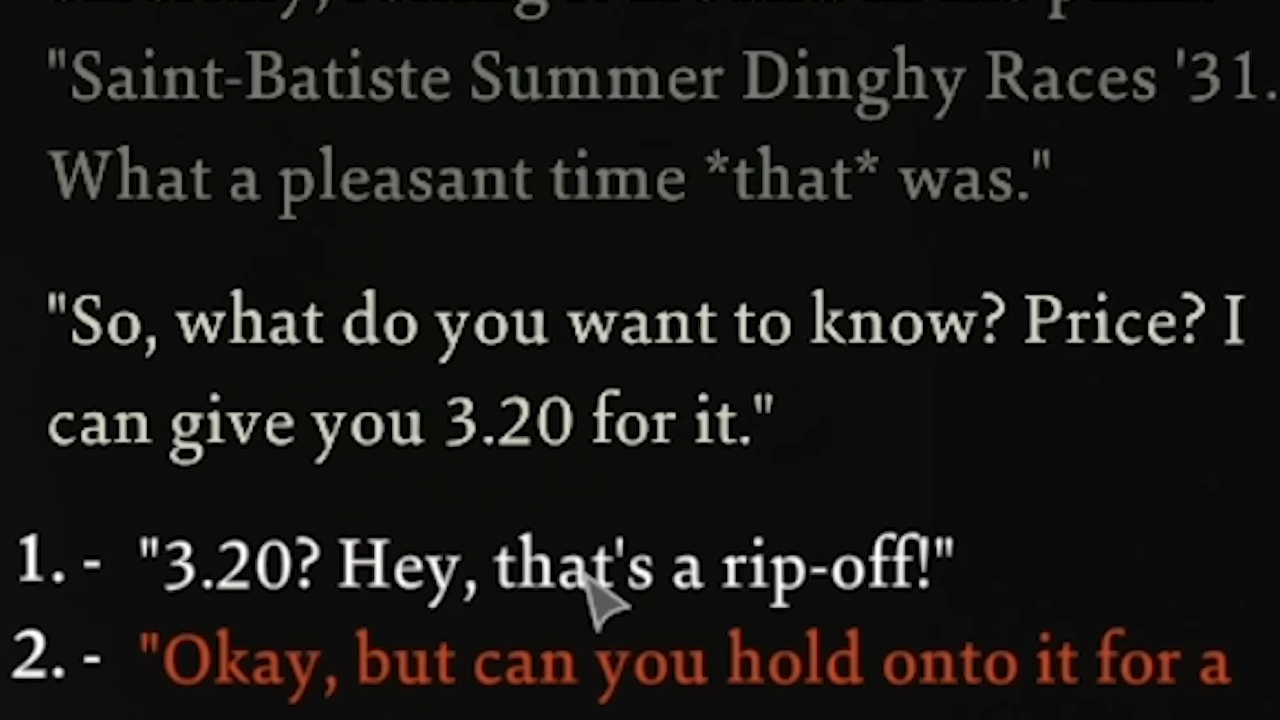 "Saint-Batiste Summer Dinghy Races '31.
What a pleasant time *that* was."
"So, what do you want to know? Price? I
can give you 3.20 for it."
1. - "3.20? Hey, that's a rip-off!"
2. - "Okay, but can you hold onto it for a